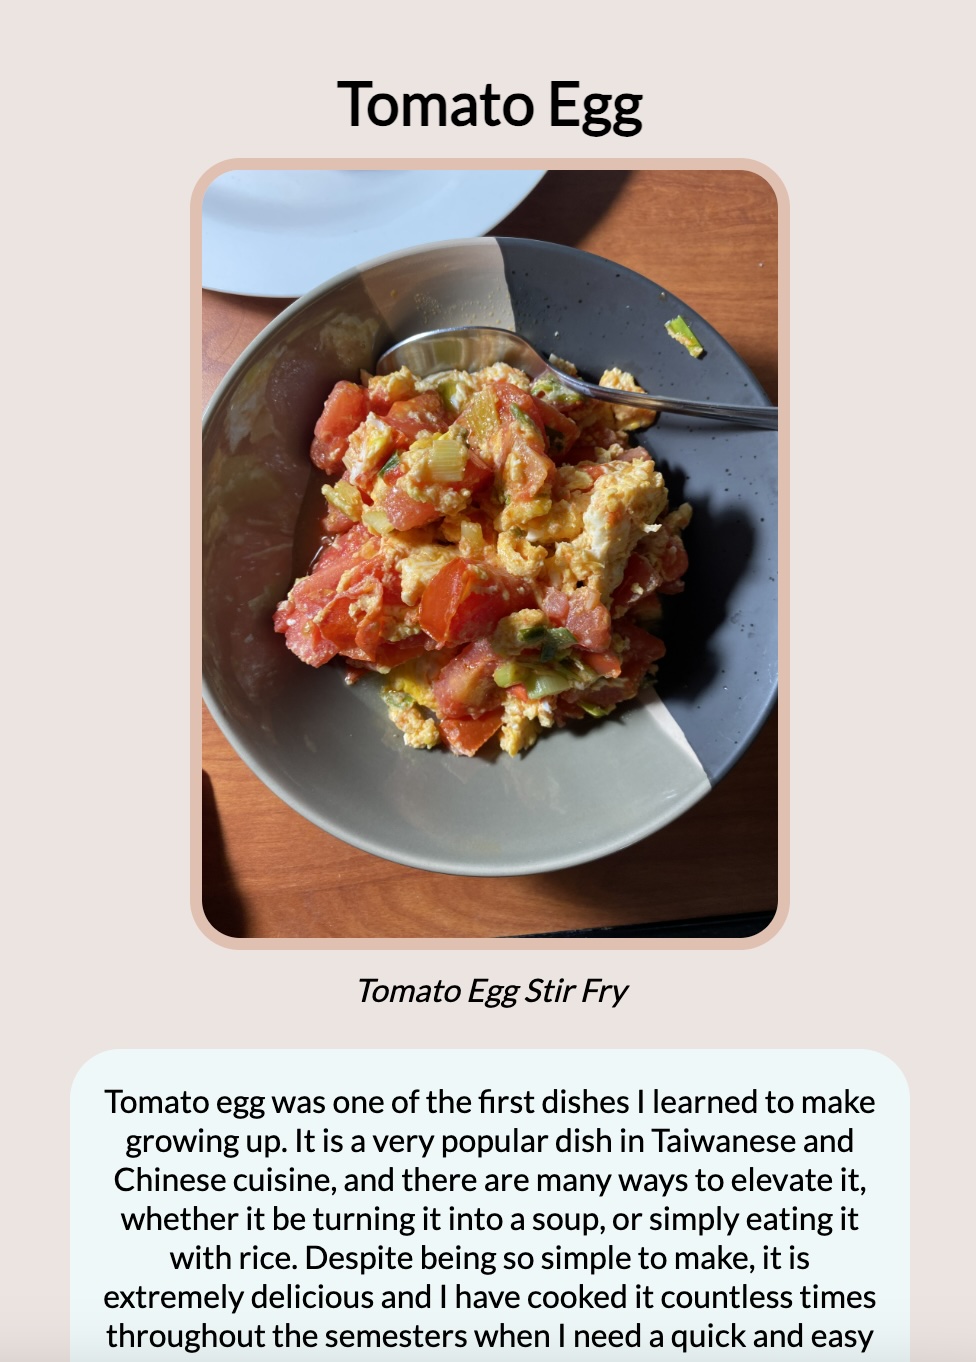 Tomato Egg
Tomato Egg Stir Fry
Tomato egg was one of the first dishes I learned to make
growing up. It is a very popular dish in Taiwanese and
Chinese cuisine, and there are many ways to elevate it,
whether it be turning it into a soup, or simply eating it
with rice. Despite being so simple to make, it is
extremely delicious and I have cooked it countless times
throughout the semesters when I need a quick and easy